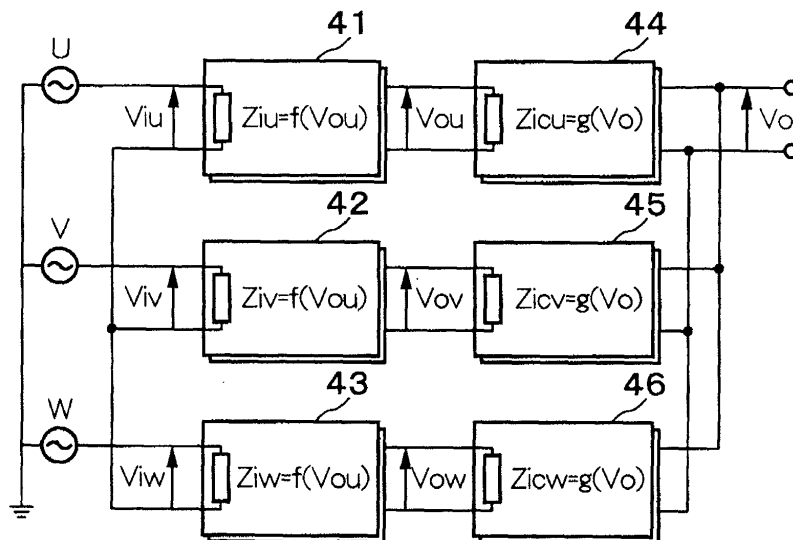 41 44
U
Viu Ziu=f(Vou) Vou Zicu=g(Vo) Vo
42 45
V
Viv Ziv=f(Vou) Vov Zicv=g(Vo)
43 46
W
Viw Ziw=f(Vou) Vow Zicw=g(Vo)